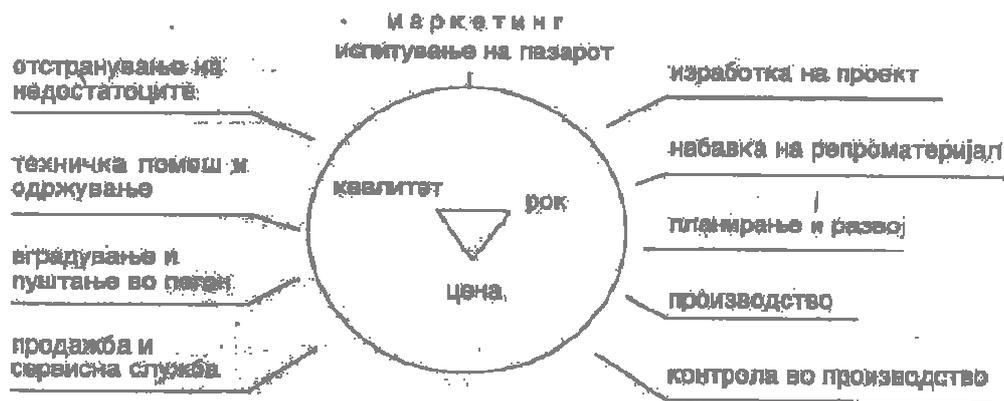 маркетинг
испитување на пазарот
изработка на проект
набавка на репроматеријал
планирање и развој
производство
контрола во производство
отстранување на
недостатоците
техничка помош и
одржување
вградување и
пуштање во погон
продажба и
сервисна служба
квалитет
рок
цена